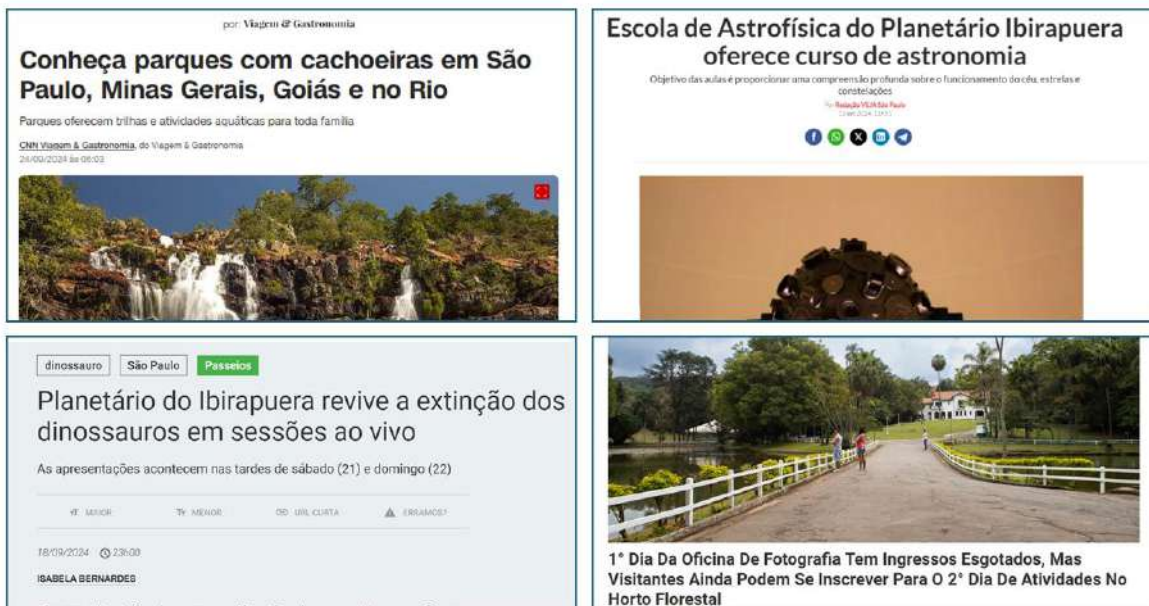 por: Viagem & Gastronomia
Conheça parques com cachoeiras em São
Paulo, Minas Gerais, Goiás e no Rio
Parques oferecem trilhas e atividades aquáticas para toda família
CNN Viagem & Gastronomia, do Viagem & Gastronomia
Escola de Astrofísica do Planetário Ibirapuera
oferece curso de astronomia
Objetivo das aulas é proporcionar uma compreensão profunda sobre o funcionamento do céu, estrelas e
constelações
Por Redação VEJA São Paulo
dinossauro São Paulo Passeios
Planetário do Ibirapuera revive a extinção dos
dinossauros em sessões ao vivo
As apresentações acontecem nas tardes de sábado (21) e domingo (22)
MAIOR MENOR URL CURTA ERRAMOS?
18/09/2024 23h00
ISABELA BERNARDES
1° Dia Da Oficina De Fotografia Tem Ingressos Esgotados, Mas
Visitantes Ainda Podem Se Inscrever Para O 2° Dia De Atividades No
Horto Florestal